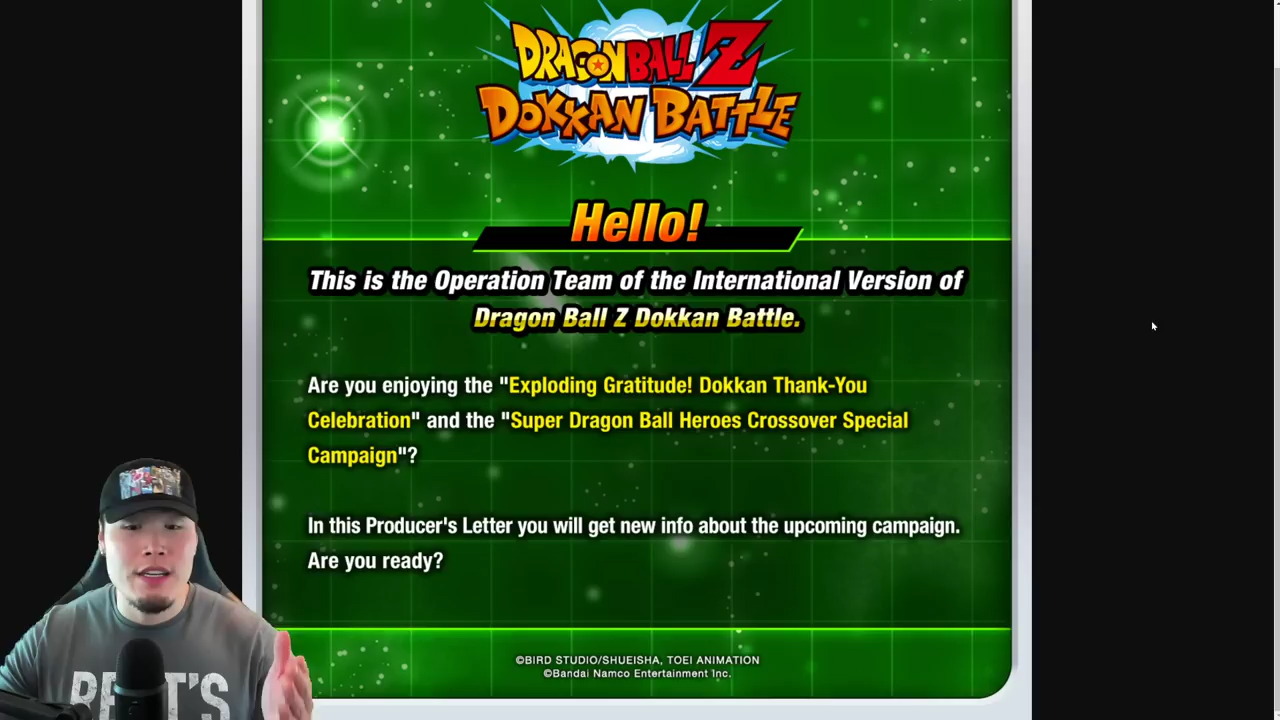 DRAGON BALL Z
DOKKAN BATTLE
Hello!
This is the Operation Team of the International Version of
Dragon Ball Z Dokkan Battle.
Are you enjoying the "Exploding Gratitude! Dokkan Thank-You
Celebration" and the "Super Dragon Ball Heroes Crossover Special
Campaign"?
In this Producer's Letter you will get new info about the upcoming campaign.
Are you ready?
©BIRD STUDIO/SHUEISHA, TOEI ANIMATION
©Bandai Namco Entertainment Inc.